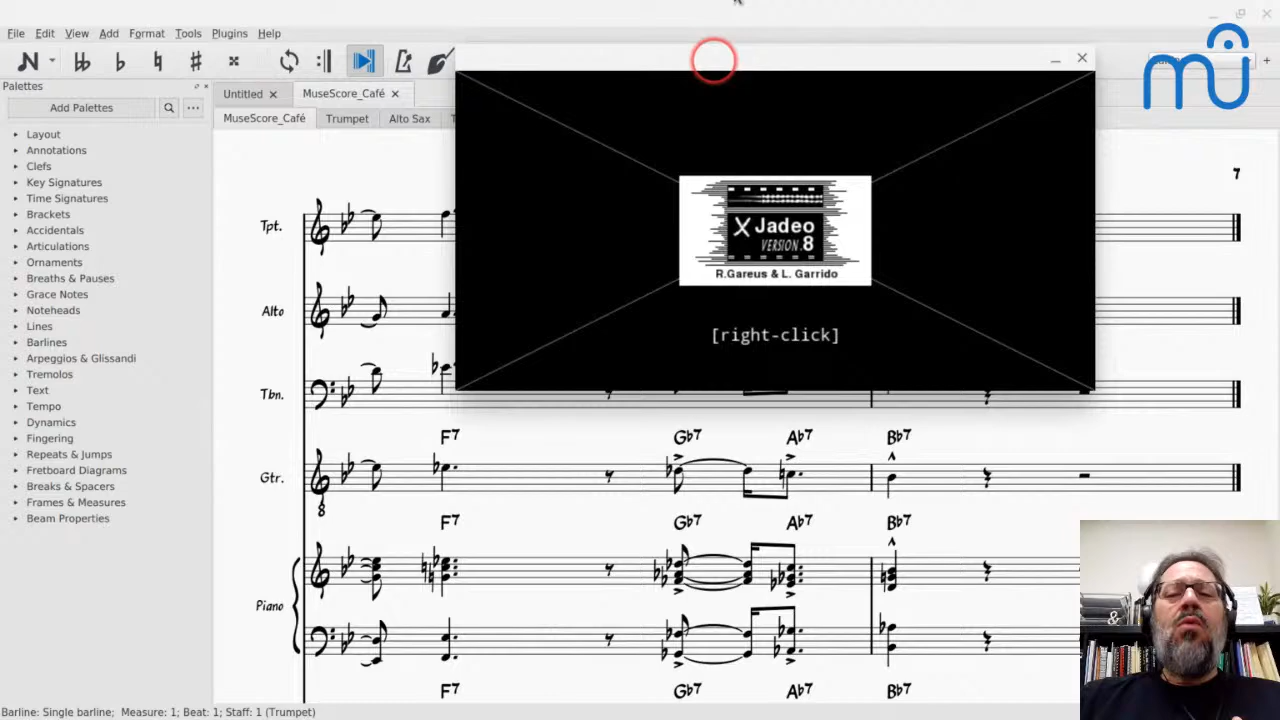 File Edit View Add Format Tools Plugins Help
Palettes
Add Palettes
Layout
Annotations
Clefs
Key Signatures
Time Signatures
Brackets
Accidentals
Articulations
Ornaments
Breaths & Pauses
Grace Notes
Noteheads
Lines
Barlines
Arpeggios & Glissandi
Tremolos
Text
Tempo
Dynamics
Fingering
Repeats & Jumps
Fretboard Diagrams
Breaks & Spacers
Frames & Measures
Beam Properties
Untitled MuseScore_Café
MuseScore_Café Trumpet Alto Sax
7
Tpt.
Alto
Tbn.
F7 Gb7 Ab7 Bb7
Gtr.
8
F7 Gb7 Ab7 Bb7
Piano
F7 Gb7 Ab7 Bb7
X Jadeo
VERSION.8
R.Gareus & L. Garrido
[right-click]
mu
&
Barline: Single barline; Measure: 1; Beat: 1; Staff: 1 (Trumpet)